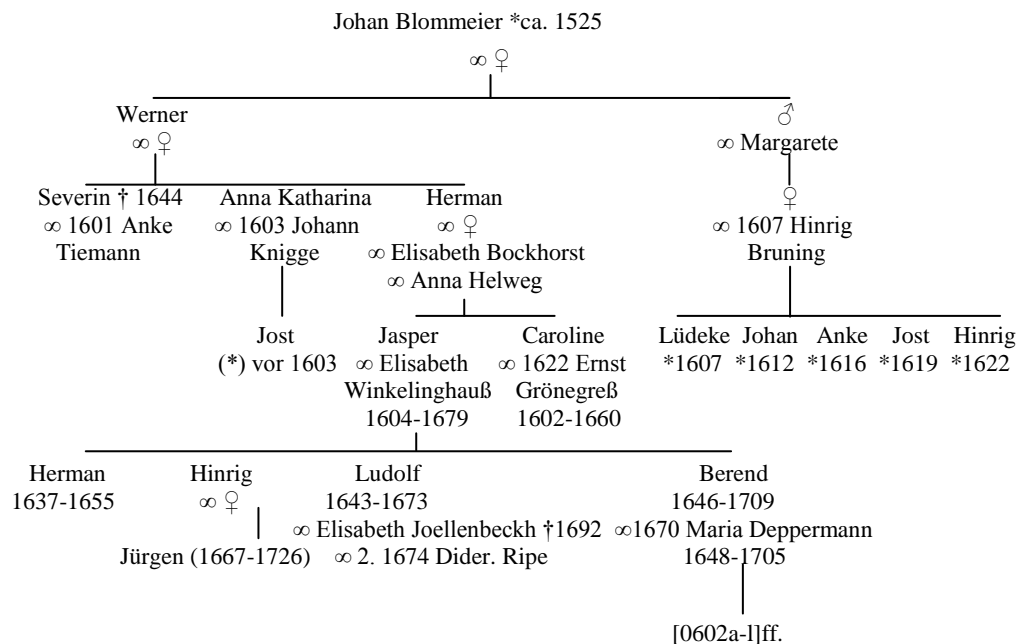 Johan Blommeier *ca. 1525
∞ ♀
Werner
∞ ♀
♂
∞ Margarete
Severin † 1644
∞ 1601 Anke
Tiemann
Anna Katharina
∞ 1603 Johann
Knigge
Herman
∞ ♀
∞ Elisabeth Bockhorst
∞ Anna Helweg
♀
∞ 1607 Hinrig
Bruning
Jost
(*) vor 1603
Jasper
∞ Elisabeth
Winkelinghauß
1604-1679
Caroline
∞ 1622 Ernst
Grönegreß
1602-1660
Lüdeke
*1607
Johan
*1612
Anke
*1616
Jost
*1619
Hinrig
*1622
Herman
1637-1655
Hinrig
∞ ♀
Jürgen (1667-1726)
Ludolf
1643-1673
∞ Elisabeth Joellenbeckh †1692
∞ 2. 1674 Dider. Ripe
Berend
1646-1709
∞1670 Maria Deppermann
1648-1705
[0602a-l]ff.